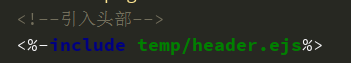 <!--引入头部-->
<%-include temp/header.ejs%>